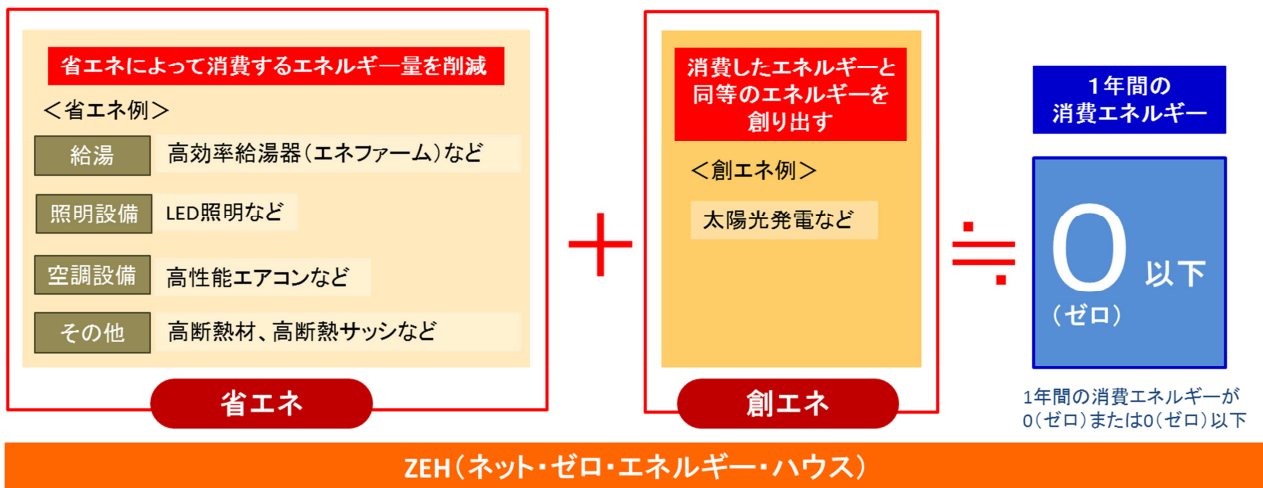 省エネによって消費するエネルギー量を削減
＜省エネ例＞
給湯 高効率給湯器(エネファーム)など
照明設備 LED照明など
空調設備 高性能エアコンなど
その他 高断熱材、高断熱サッシなど
省エネ
＋
消費したエネルギーと
同等のエネルギーを
創り出す
＜創エネ例＞
太陽光発電など
創エネ
≒
1年間の
消費エネルギー
0 以下
(ゼロ)
1年間の消費エネルギーが
0(ゼロ)または0(ゼロ)以下
ZEH(ネット・ゼロ・エネルギー・ハウス)